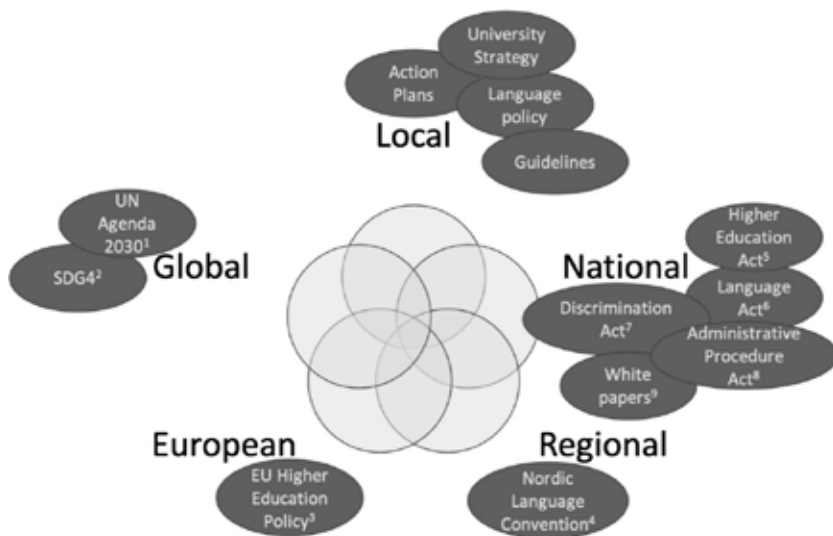 University
Strategy
Action
Plans
Language
policy
Local
Guidelines
UN
Agenda
2030¹
SDG4²
Global
Higher
Education
Act⁵
National
Language
Act⁶
Discrimination
Act⁷
Administrative
Procedure
Act⁸
White
papers⁹
European
EU Higher
Education
Policy³
Regional
Nordic
Language
Convention⁴